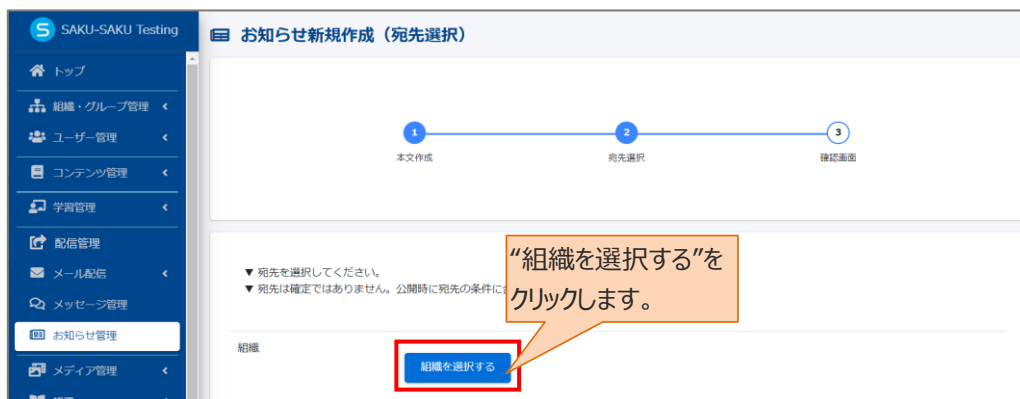 SAKU-SAKU Testing
お知らせ新規作成（宛先選択）
トップ
組織・グループ管理
ユーザー管理
コンテンツ管理
学習管理
配信管理
メール配信
メッセージ管理
お知らせ管理
メディア管理
1
2
3
本文作成
宛先選択
確認画面
▼ 宛先を選択してください。
▼ 宛先は確定ではありません。公開時に宛先の条件に
組織
組織を選択する
“組織を選択する”を
クリックします。